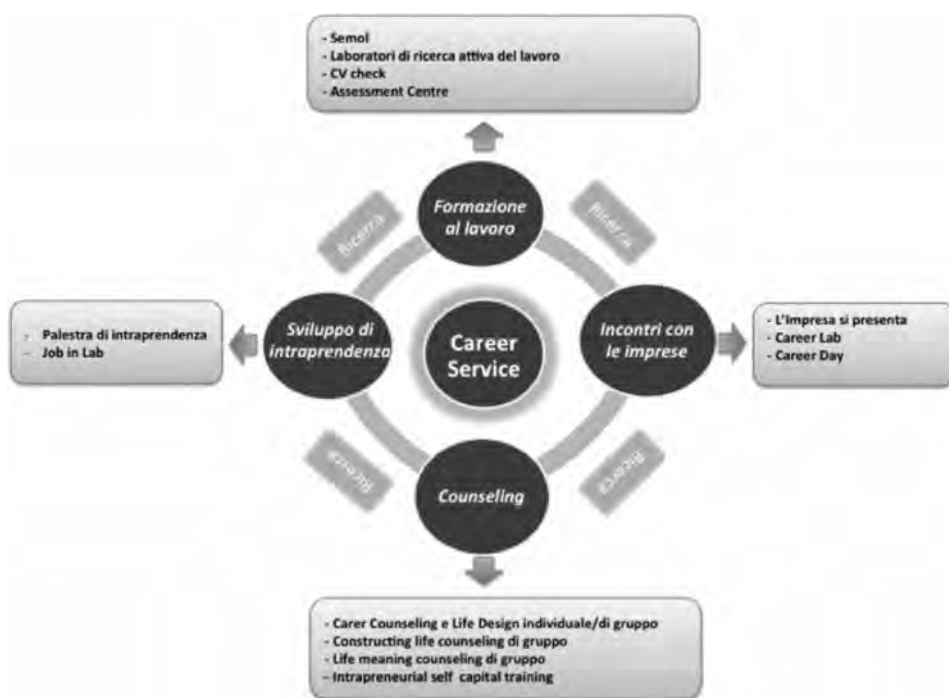 - Semol
- Laboratori di ricerca attiva del lavoro
- CV check
- Assessment Centre
Formazione
al lavoro
Ricerca
Ricerca
- Palestra di intraprendenza
- Job in Lab
Sviluppo di
intraprendenza
Career
Service
Incontri con
le imprese
- L'Impresa si presenta
- Career Lab
- Career Day
Ricerca
Ricerca
Counseling
- Carer Counseling e Life Design individuale/di gruppo
- Constructing life counseling di gruppo
- Life meaning counseling di gruppo
- Intrapreneurial self capital training